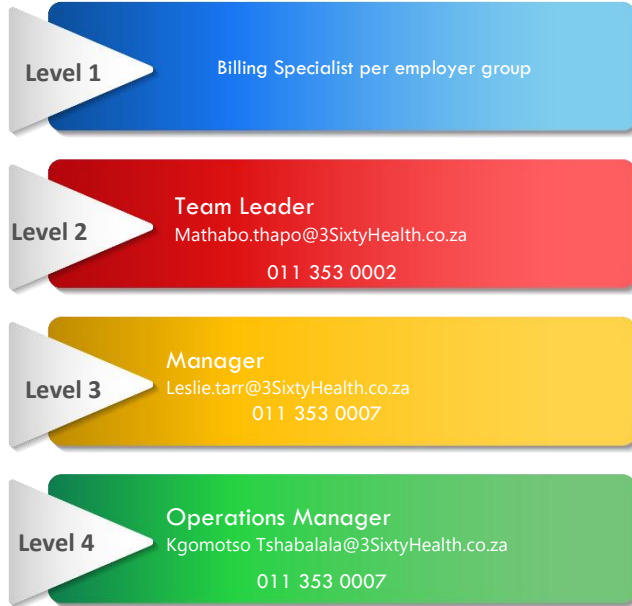 Level 1
Billing Specialist per employer group
Level 2
Team Leader
Mathabo.thapo@3SixtyHealth.co.za
011 353 0002
Level 3
Manager
Leslie.tarr@3SixtyHealth.co.za
011 353 0007
Level 4
Operations Manager
Kgomotso Tshabalala@3SixtyHealth.co.za
011 353 0007